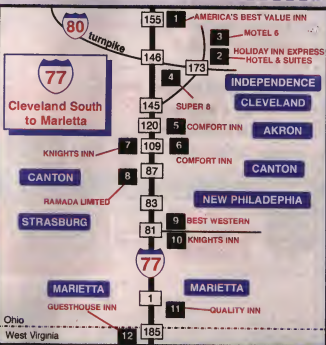 80
turnpike
155
1
AMERICA'S BEST VALUE INN
3
MOTEL 6
146
2
HOLIDAY INN EXPRESS
HOTEL & SUITES
173
77
Cleveland South
to Marietta
4
SUPER 8
INDEPENDENCE
145
CLEVELAND
120
5
COMFORT INN
AKRON
7
109
6
KNIGHTS INN
COMFORT INN
87
CANTON
CANTON
8
RAMADA LIMITED
83
NEW PHILADEPHIA
STRASBURG
81
9
BEST WESTERN
10
KNIGHTS INN
77
MARIETTA
MARIETTA
GUESTHOUSE INN
1
11
QUALITY INN
Ohio
West Virginia
12
185